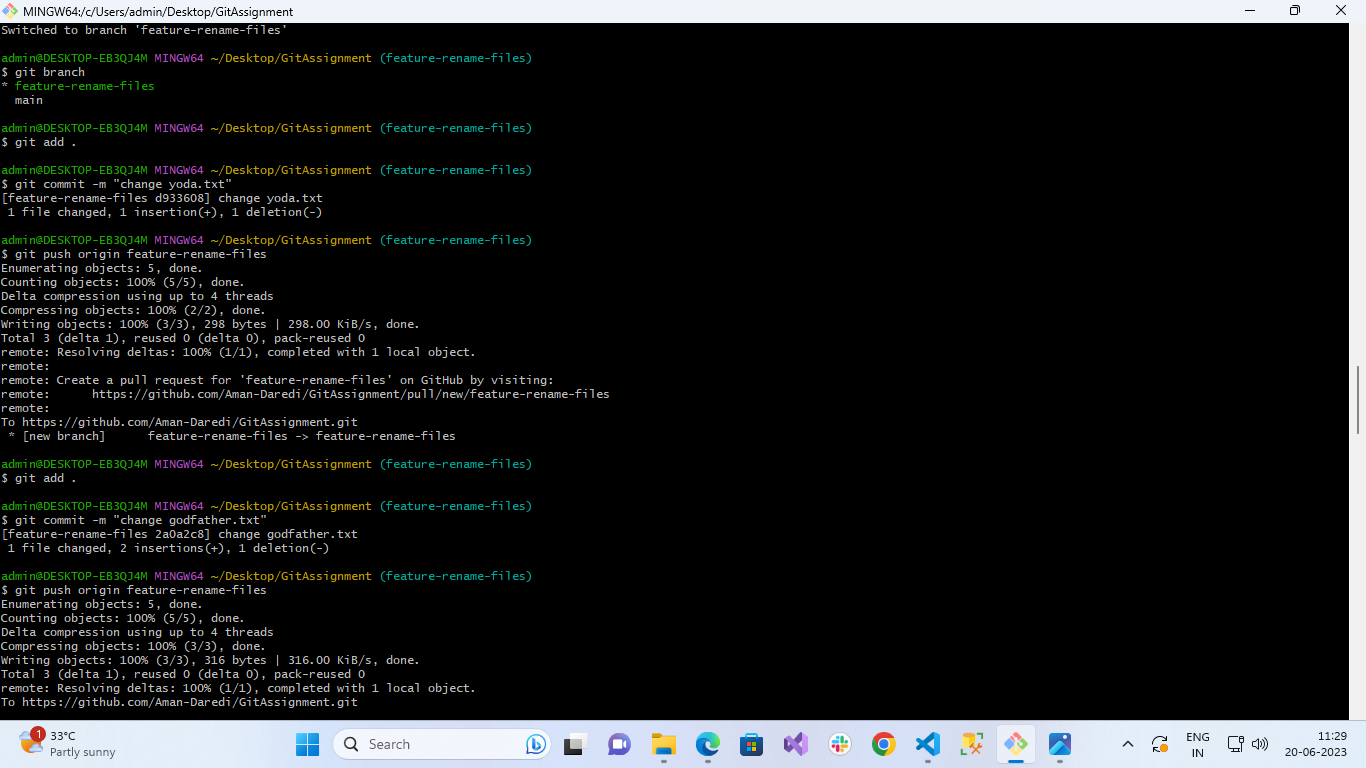 MINGW64:/c/Users/admin/Desktop/GitAssignment
Switched to branch 'feature-rename-files'
admin@DESKTOP-EB3QJ4M MINGW64 ~/Desktop/GitAssignment (feature-rename-files)
$ git branch
* feature-rename-files
  main
admin@DESKTOP-EB3QJ4M MINGW64 ~/Desktop/GitAssignment (feature-rename-files)
$ git add .
admin@DESKTOP-EB3QJ4M MINGW64 ~/Desktop/GitAssignment (feature-rename-files)
$ git commit -m "change yoda.txt"
[feature-rename-files d933608] change yoda.txt
 1 file changed, 1 insertion(+), 1 deletion(-)
admin@DESKTOP-EB3QJ4M MINGW64 ~/Desktop/GitAssignment (feature-rename-files)
$ git push origin feature-rename-files
Enumerating objects: 5, done.
Counting objects: 100% (5/5), done.
Delta compression using up to 4 threads
Compressing objects: 100% (2/2), done.
Writing objects: 100% (3/3), 298 bytes | 298.00 KiB/s, done.
Total 3 (delta 1), reused 0 (delta 0), pack-reused 0
remote: Resolving deltas: 100% (1/1), completed with 1 local object.
remote:
remote: Create a pull request for 'feature-rename-files' on GitHub by visiting:
remote:      https://github.com/Aman-Daredi/GitAssignment/pull/new/feature-rename-files
remote:
To https://github.com/Aman-Daredi/GitAssignment.git
 * [new branch]      feature-rename-files -> feature-rename-files
admin@DESKTOP-EB3QJ4M MINGW64 ~/Desktop/GitAssignment (feature-rename-files)
$ git add .
admin@DESKTOP-EB3QJ4M MINGW64 ~/Desktop/GitAssignment (feature-rename-files)
$ git commit -m "change godfather.txt"
[feature-rename-files 2a0a2c8] change godfather.txt
 1 file changed, 2 insertions(+), 1 deletion(-)
admin@DESKTOP-EB3QJ4M MINGW64 ~/Desktop/GitAssignment (feature-rename-files)
$ git push origin feature-rename-files
Enumerating objects: 5, done.
Counting objects: 100% (5/5), done.
Delta compression using up to 4 threads
Compressing objects: 100% (3/3), done.
Writing objects: 100% (3/3), 316 bytes | 316.00 KiB/s, done.
Total 3 (delta 1), reused 0 (delta 0), pack-reused 0
remote: Resolving deltas: 100% (1/1), completed with 1 local object.
To https://github.com/Aman-Daredi/GitAssignment.git
1
33°C
Partly sunny
Search
ENG
IN
11:29
20-06-2023